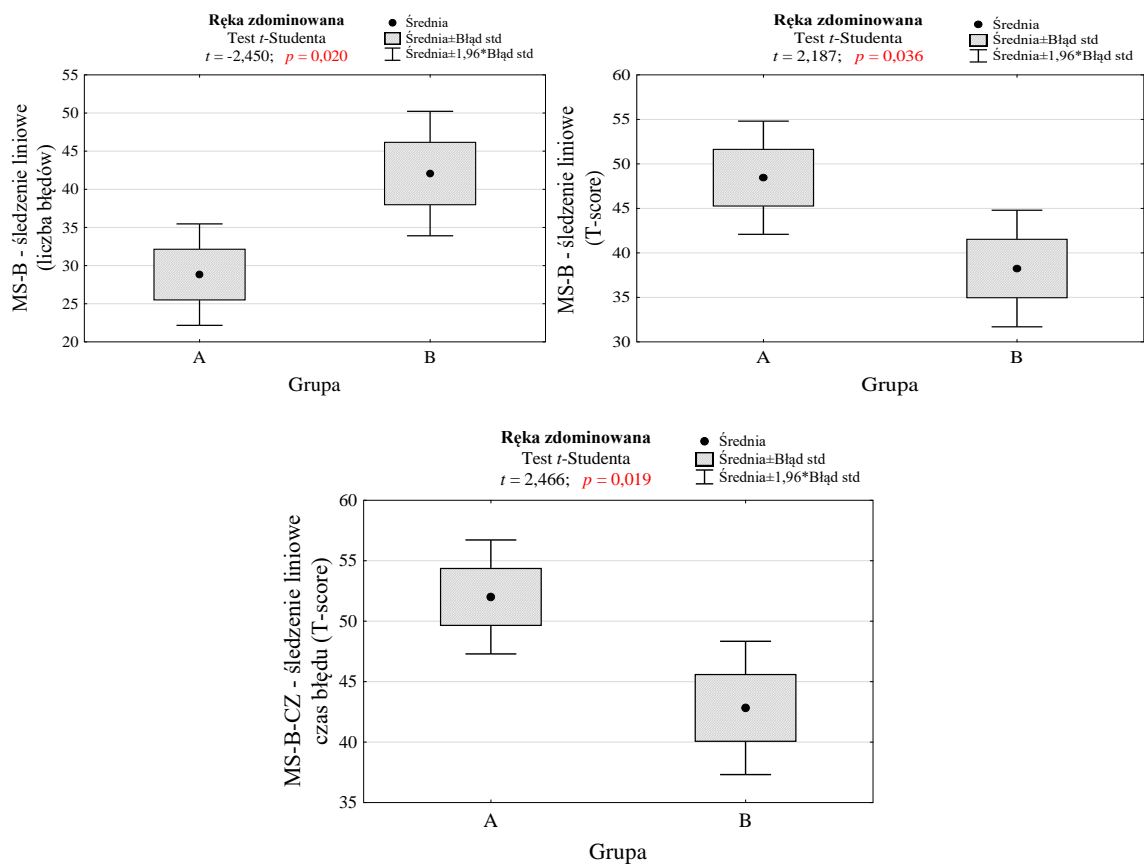 Ręka zdominowana
Test t-Studenta
t = -2,450; p = 0,020
Średnia
Średnia±Błąd std
Średnia±1,96*Błąd std
MS-B - śledzenie liniowe
(liczba błędów)
55
50
45
40
35
30
25
20
A
B
Grupa
Ręka zdominowana
Test t-Studenta
t = 2,187; p = 0,036
Średnia
Średnia±Błąd std
Średnia±1,96*Błąd std
MS-B - śledzenie liniowe
(T-score)
60
55
50
45
40
35
30
A
B
Grupa
Ręka zdominowana
Test t-Studenta
t = 2,466; p = 0,019
Średnia
Średnia±Błąd std
Średnia±1,96*Błąd std
MS-B-CZ - śledzenie liniowe
czas błędu (T-score)
60
55
50
45
40
35
A
B
Grupa